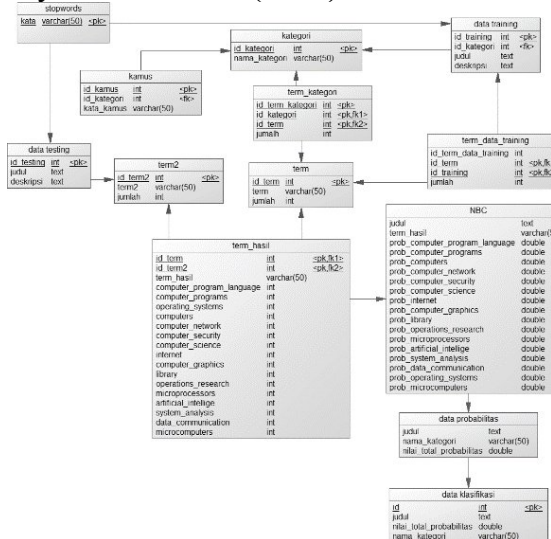 stopwords
kata varchar(50) <pk>
data training
id_training int <pk>
id_kategori int <fk>
judul text
deskripsi text
kategori
id_kategori int <pk>
nama_kategori varchar(50)
kamus
id_kamus int <pk>
id_kategori int <fk>
kata_kamus varchar(50)
term_kategori
id_term_kategori int <pk>
id_kategori int <pk,fk1>
id_term int <pk,fk2>
jumalh int
term_data_training
id_term_data_training int
id_term int <pk,fk
id_training int <pk,fk
jumlah int
data testing
id_testing int <pk>
judul text
deskripsi text
term2
id_term2 int <pk>
term2 varchar(50)
jumlah int
term
id_term int <pk>
term varchar(50)
jumlah int
term_hasil
id_term int <pk,fk1>
id_term2 int <pk,fk2>
term_hasil varchar(50)
computer_program_language int
computer_programs int
operating_systems int
computers int
computer_network int
computer_security int
computer_science int
internet int
computer_graphics int
library int
operations_research int
microprocessors int
artificial_intellige int
system_analysis int
data_communication int
microcomputers int
NBC
judul text
term_hasil varchar(5
prob_computer_program_language double
prob_computer_programs double
prob_computers double
prob_computer_network double
prob_computer_security double
prob_computer_science double
prob_internet double
prob_computer_graphics double
prob_library double
prob_operations_research double
prob_microprocessors double
prob_artificial_intellige double
prob_system_analysis double
prob_data_communication double
prob_operating_systems double
prob_microcomputers double
data probabilitas
judul text
nama_kategori varchar(50)
nilai_total_probabilitas double
data klasifikasi
id int <pk>
judul text
nilai_total_probabilitas double
nama_kategori varchar(50)